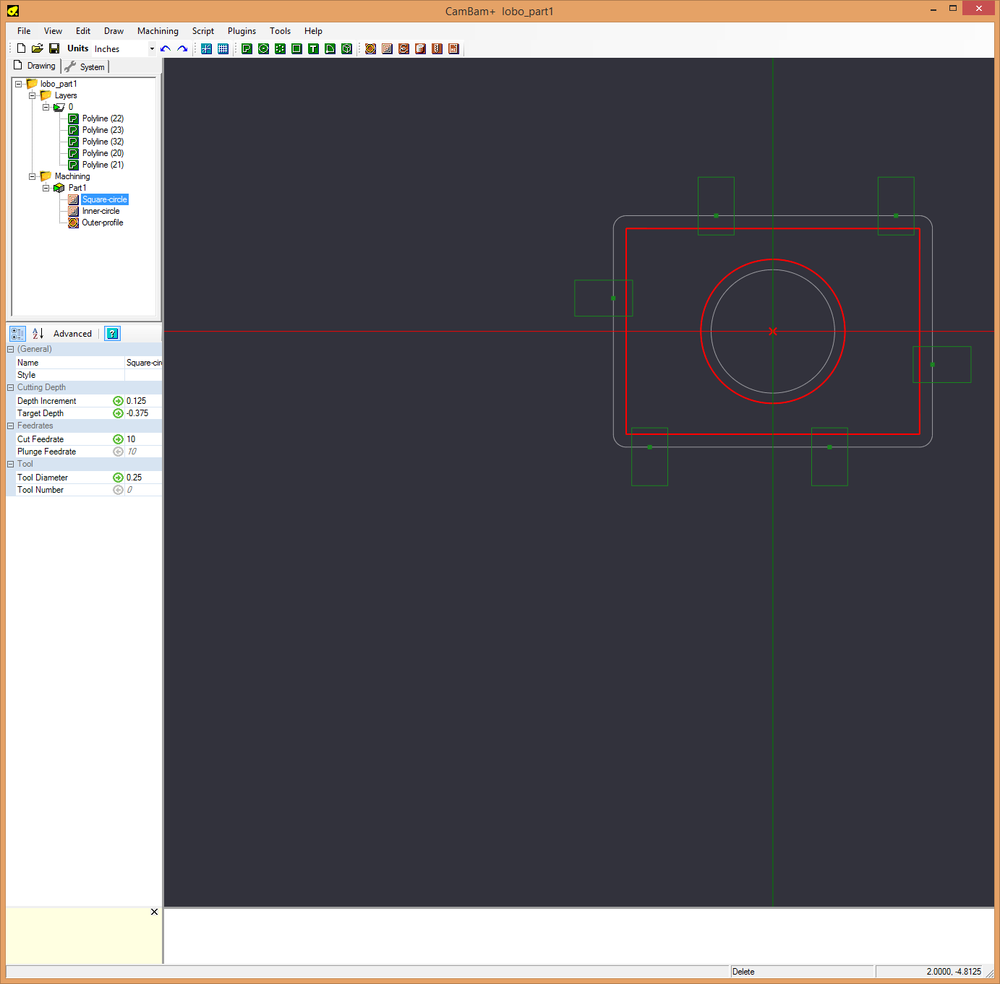 CamBam+ lobo_part1
File View Edit Draw Machining Script Plugins Tools Help
Units Inches
Drawing System
lobo_part1
Layers
0
Polyline (22)
Polyline (23)
Polyline (32)
Polyline (20)
Polyline (21)
Machining
Part1
Square-circle
Inner-circle
Outer-profile
Advanced
(General)
Name Square-cir
Style
Cutting Depth
Depth Increment 0.125
Target Depth -0.375
Feedrates
Cut Feedrate 10
Plunge Feedrate 10
Tool
Tool Diameter 0.25
Tool Number 0
Delete 2.0000, -4.8125